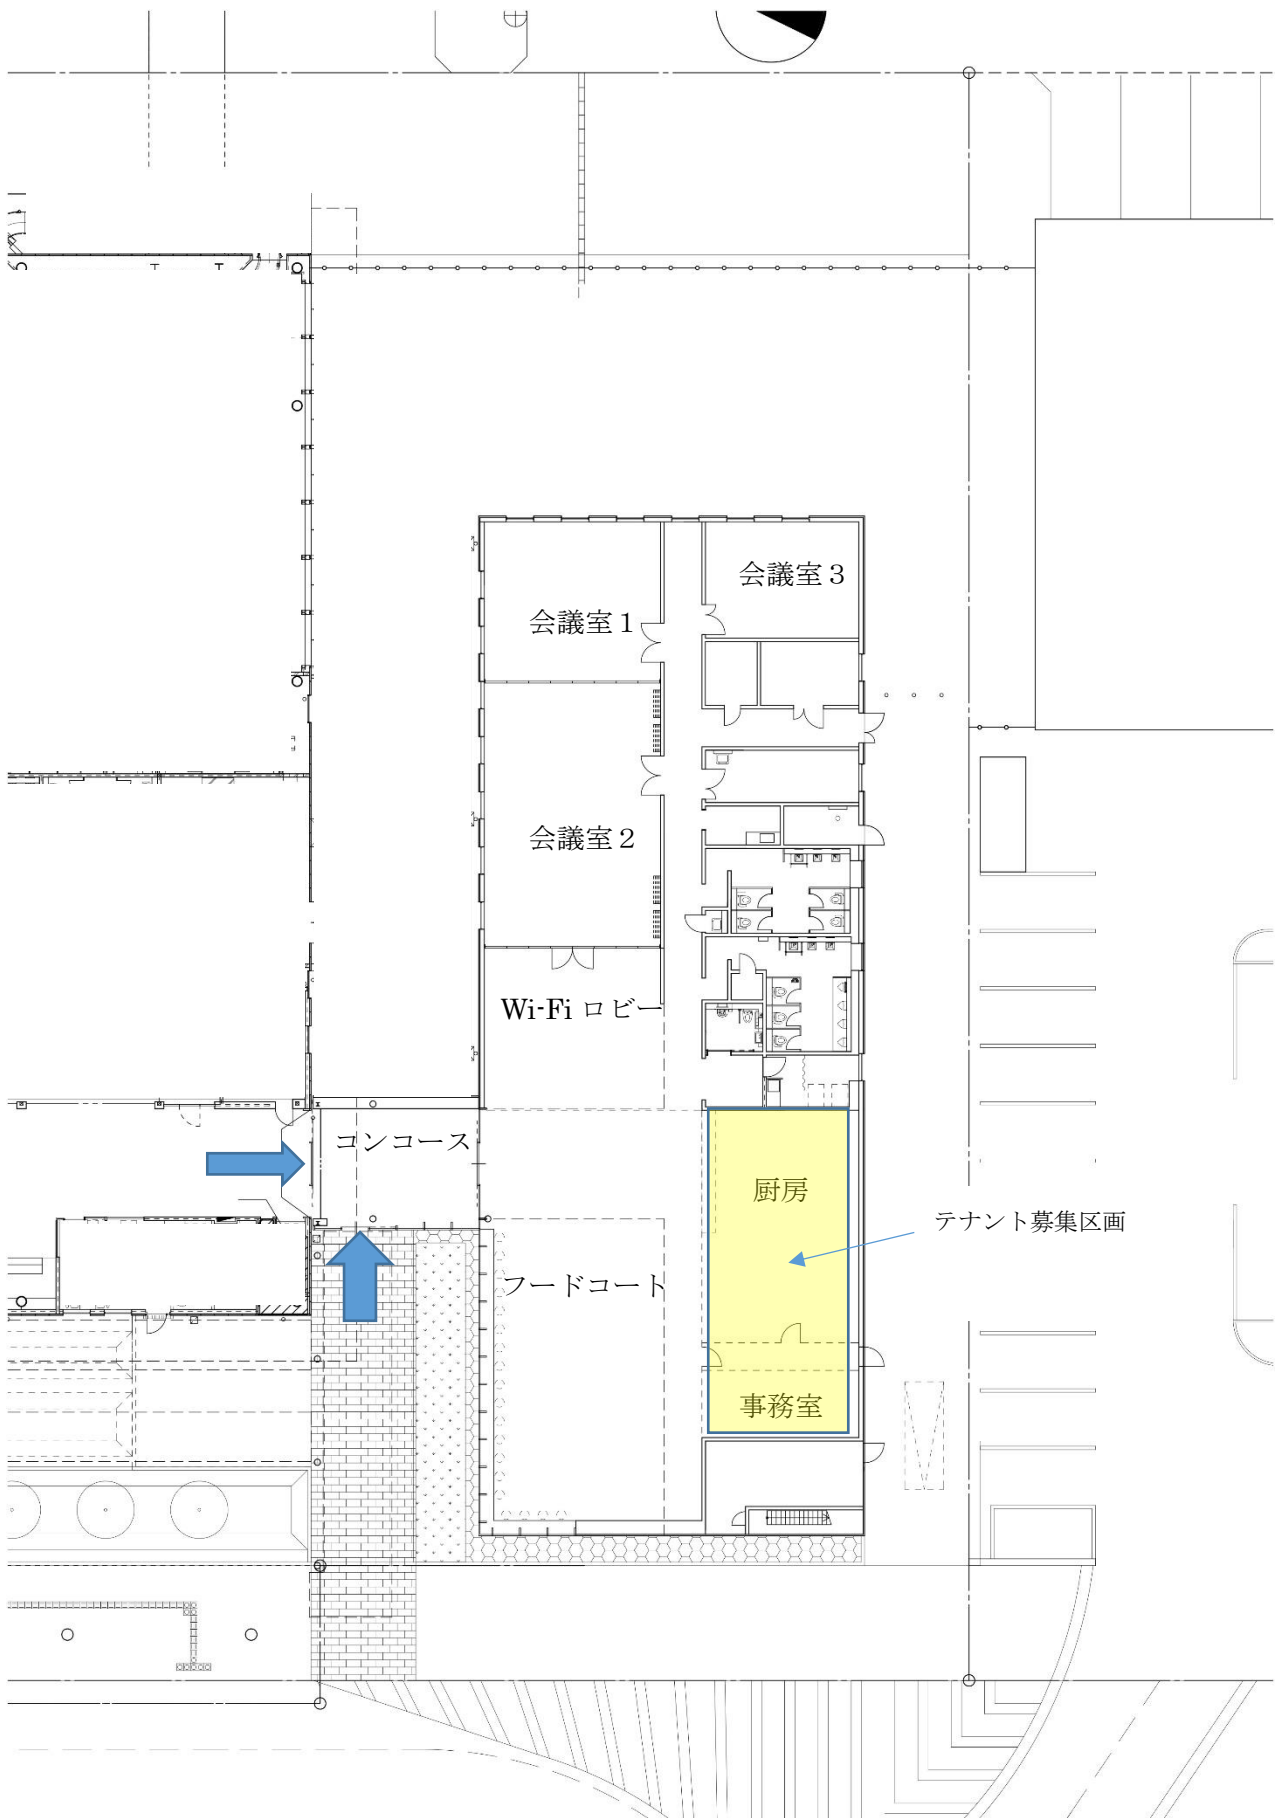 会議室３
会議室１
会議室２
Wi-Fi ロビー
コンコース
厨房
テナント募集区画
フードコート
事務室